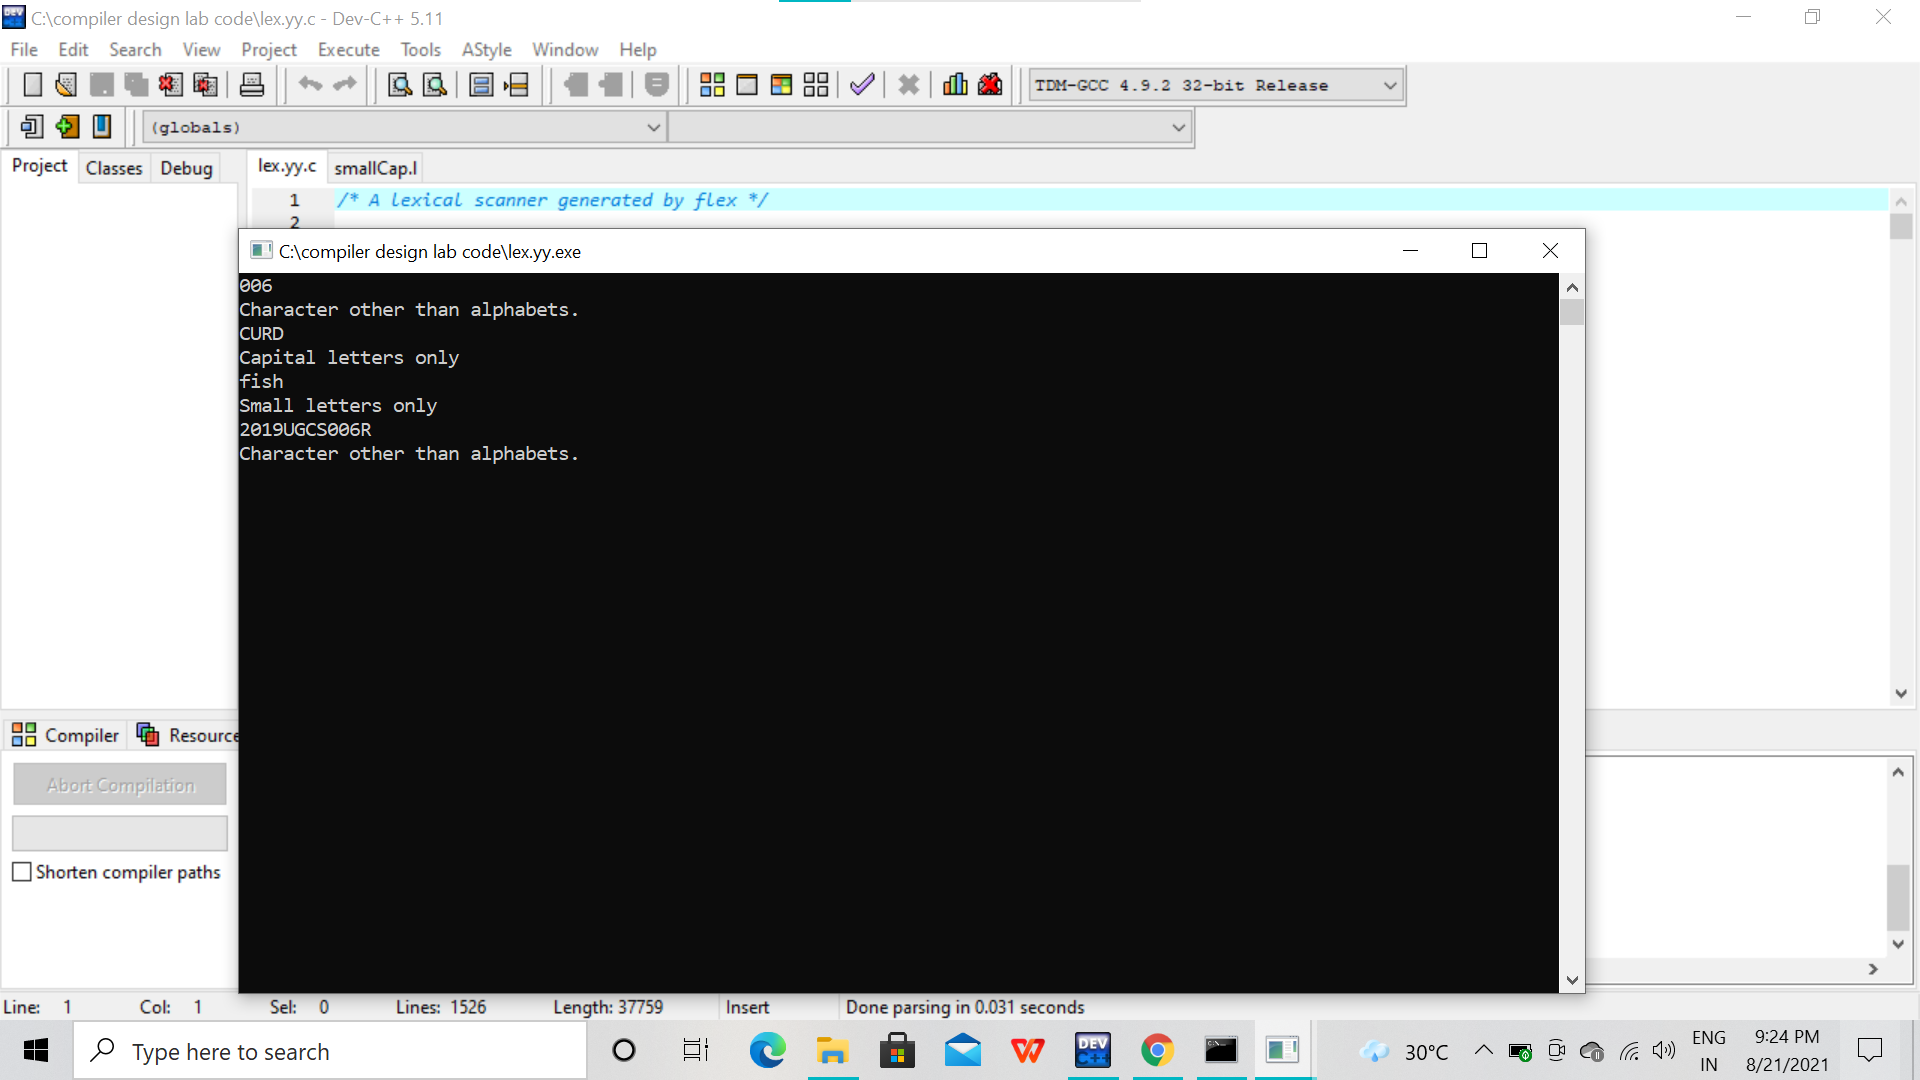 C:\compiler design lab code\lex.yy.c - Dev-C++ 5.11
File Edit Search View Project Execute Tools AStyle Window Help
TDM-GCC 4.9.2 32-bit Release
(globals)
Project Classes Debug lex.yy.c smallCap.l
1 /* A lexical scanner generated by flex */
2
C:\compiler design lab code\lex.yy.exe
006
Character other than alphabets.
CURD
Capital letters only
fish
Small letters only
2019UGCS006R
Character other than alphabets.
Compiler Resource
Abort Compilation
Shorten compiler paths
Line: 1 Col: 1 Sel: 0 Lines: 1526 Length: 37759 Insert Done parsing in 0.031 seconds
Type here to search
DEV
C++
30°C
ENG
IN
9:24 PM
8/21/2021